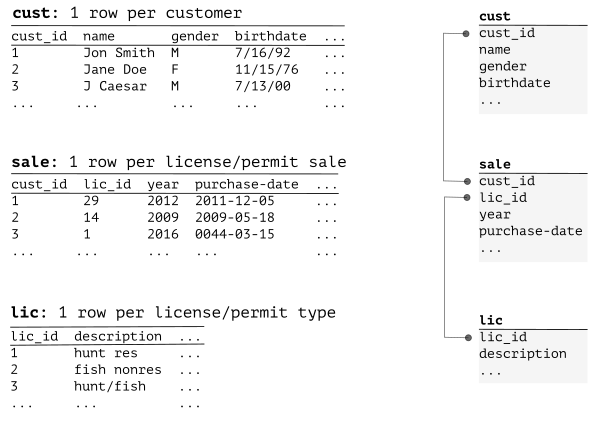 cust: 1 row per customer
cust_id name gender birthdate ...
1 Jon Smith M 7/16/92 ...
2 Jane Doe F 11/15/76 ...
3 J Caesar M 7/13/00 ...
... ... ... ... ...
sale: 1 row per license/permit sale
cust_id lic_id year purchase-date ...
1 29 2012 2011-12-05 ...
2 14 2009 2009-05-18 ...
3 1 2016 0044-03-15 ...
... ... ... ... ...
lic: 1 row per license/permit type
lic_id description ...
1 hunt res ...
2 fish nonres ...
3 hunt/fish ...
... ... ...
cust
cust_id
name
gender
birthdate
...
sale
cust_id
lic_id
year
purchase-date
...
lic
lic_id
description
...